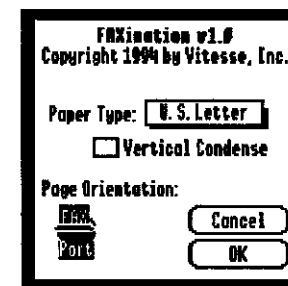 FAXination v1.0
Copyright 1994 by Vitesse, Inc.
Paper Type: U.S. Letter
Vertical Condense
Page Orientation:
Port
Cancel
OK